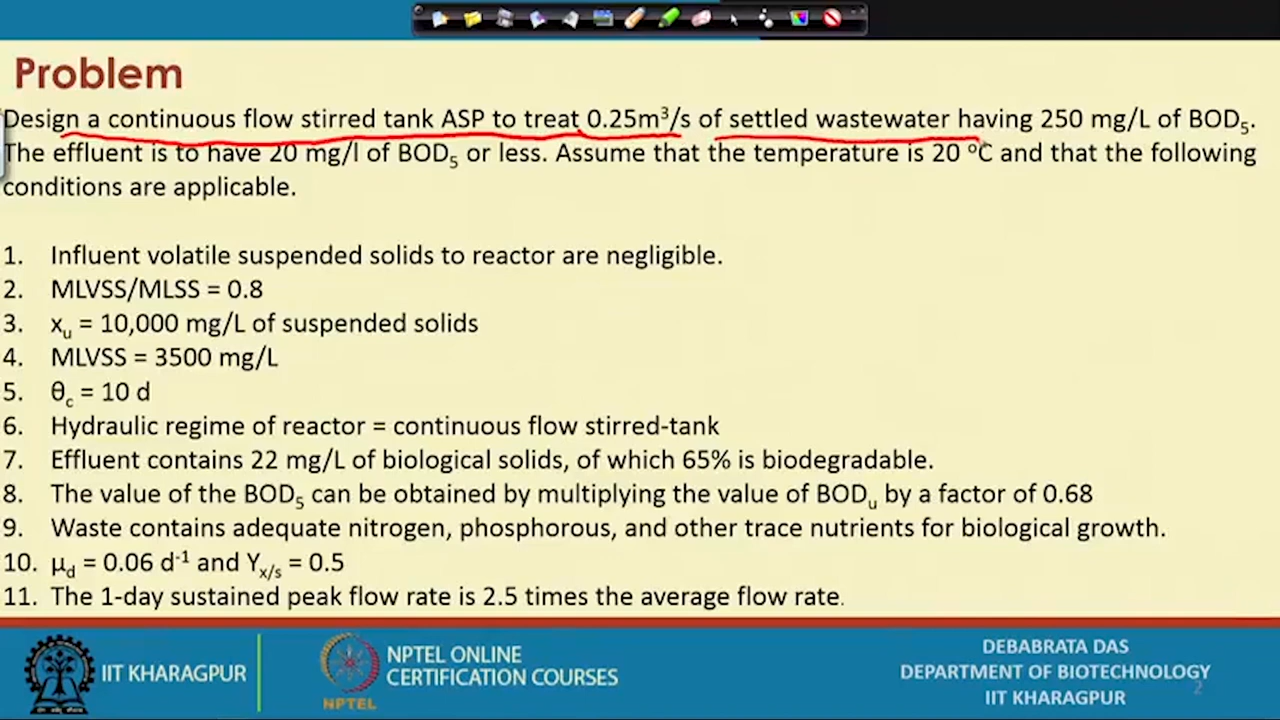 Problem
Design a continuous flow stirred tank ASP to treat 0.25m³/s of settled wastewater having 250 mg/L of BOD₅.
The effluent is to have 20 mg/l of BOD₅ or less. Assume that the temperature is 20 ºC and that the following
conditions are applicable.
1. Influent volatile suspended solids to reactor are negligible.
2. MLVSS/MLSS = 0.8
3. xᵤ = 10,000 mg/L of suspended solids
4. MLVSS = 3500 mg/L
5. θc = 10 d
6. Hydraulic regime of reactor = continuous flow stirred-tank
7. Effluent contains 22 mg/L of biological solids, of which 65% is biodegradable.
8. The value of the BOD₅ can be obtained by multiplying the value of BODᵤ by a factor of 0.68
9. Waste contains adequate nitrogen, phosphorous, and other trace nutrients for biological growth.
10. μd = 0.06 d⁻¹ and Yx/s = 0.5
11. The 1-day sustained peak flow rate is 2.5 times the average flow rate.
IIT KHARAGPUR
NPTEL
NPTEL ONLINE
CERTIFICATION COURSES
DEBABRATA DAS
DEPARTMENT OF BIOTECHNOLOGY
IIT KHARAGPUR
2